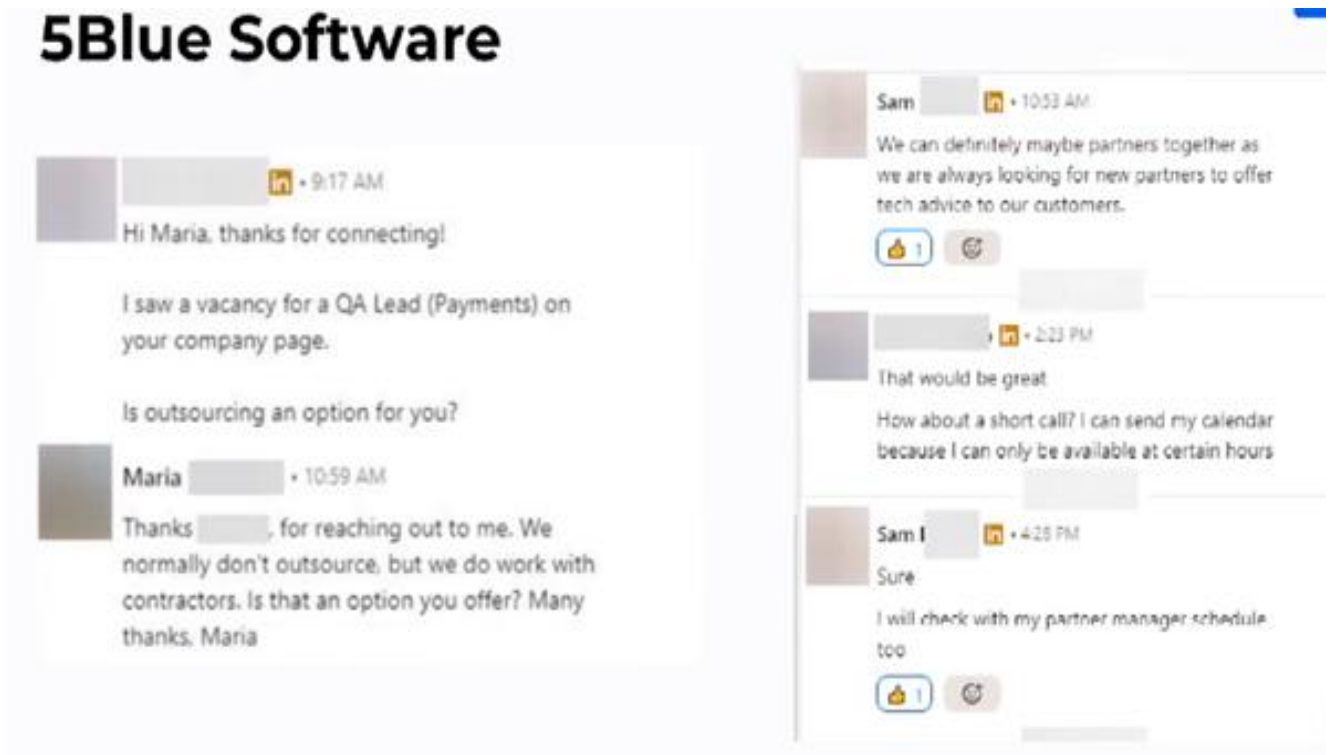 5Blue Software
• 9:17 AM
Hi Maria, thanks for connecting!
I saw a vacancy for a QA Lead (Payments) on
your company page.
Is outsourcing an option for you?
Maria • 10:59 AM
Thanks , for reaching out to me. We
normally don't outsource, but we do work with
contractors. Is that an option you offer? Many
thanks, Maria
Sam in • 10:53 AM
We can definitely maybe partners together as
we are always looking for new partners to offer
tech advice to our customers.
1
in • 2:23 PM
That would be great
How about a short call? I can send my calendar
because I can only be available at certain hours
Sam in • 4:28 PM
Sure
I will check with my partner manager schedule
too
1